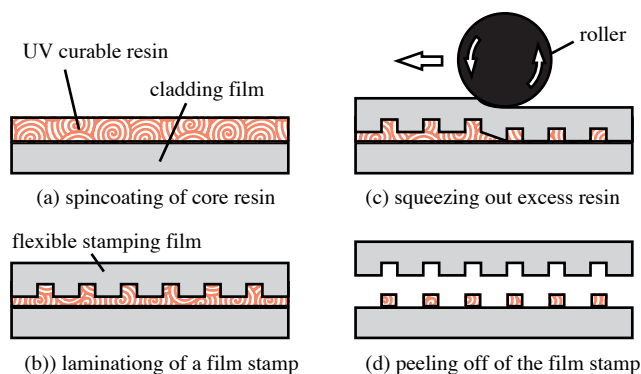 UV curable resin
cladding film
(a) spincoating of core resin
flexible stamping film
(b)) laminationg of a film stamp
roller
(c) squeezing out excess resin
(d) peeling off of the film stamp